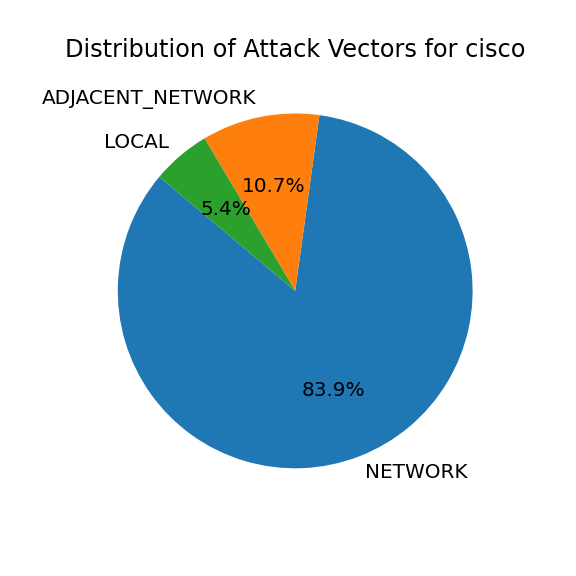 Distribution of Attack Vectors for cisco
ADJACENT_NETWORK
LOCAL
10.7%
5.4%
83.9%
NETWORK